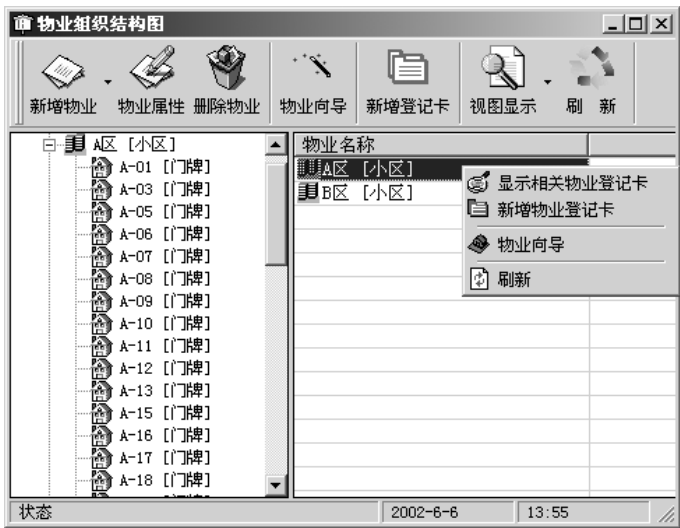 物业组织结构图
新增物业 物业属性 删除物业 物业向导 新增登记卡 视图显示 刷 新
A区 [小区]
A-01 [门牌]
A-03 [门牌]
A-05 [门牌]
A-06 [门牌]
A-07 [门牌]
A-08 [门牌]
A-09 [门牌]
A-10 [门牌]
A-11 [门牌]
A-12 [门牌]
A-13 [门牌]
A-15 [门牌]
A-16 [门牌]
A-17 [门牌]
A-18 [门牌]
物业名称
A区 [小区]
B区 [小区]
显示相关物业登记卡
新增物业登记卡
物业向导
刷新
状态 2002-6-6 13:55